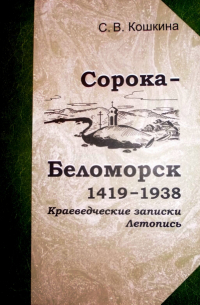 С. В. Кошкина
Сорока –
Беломорск
1419 – 1938
Краеведческие записки
Летопись